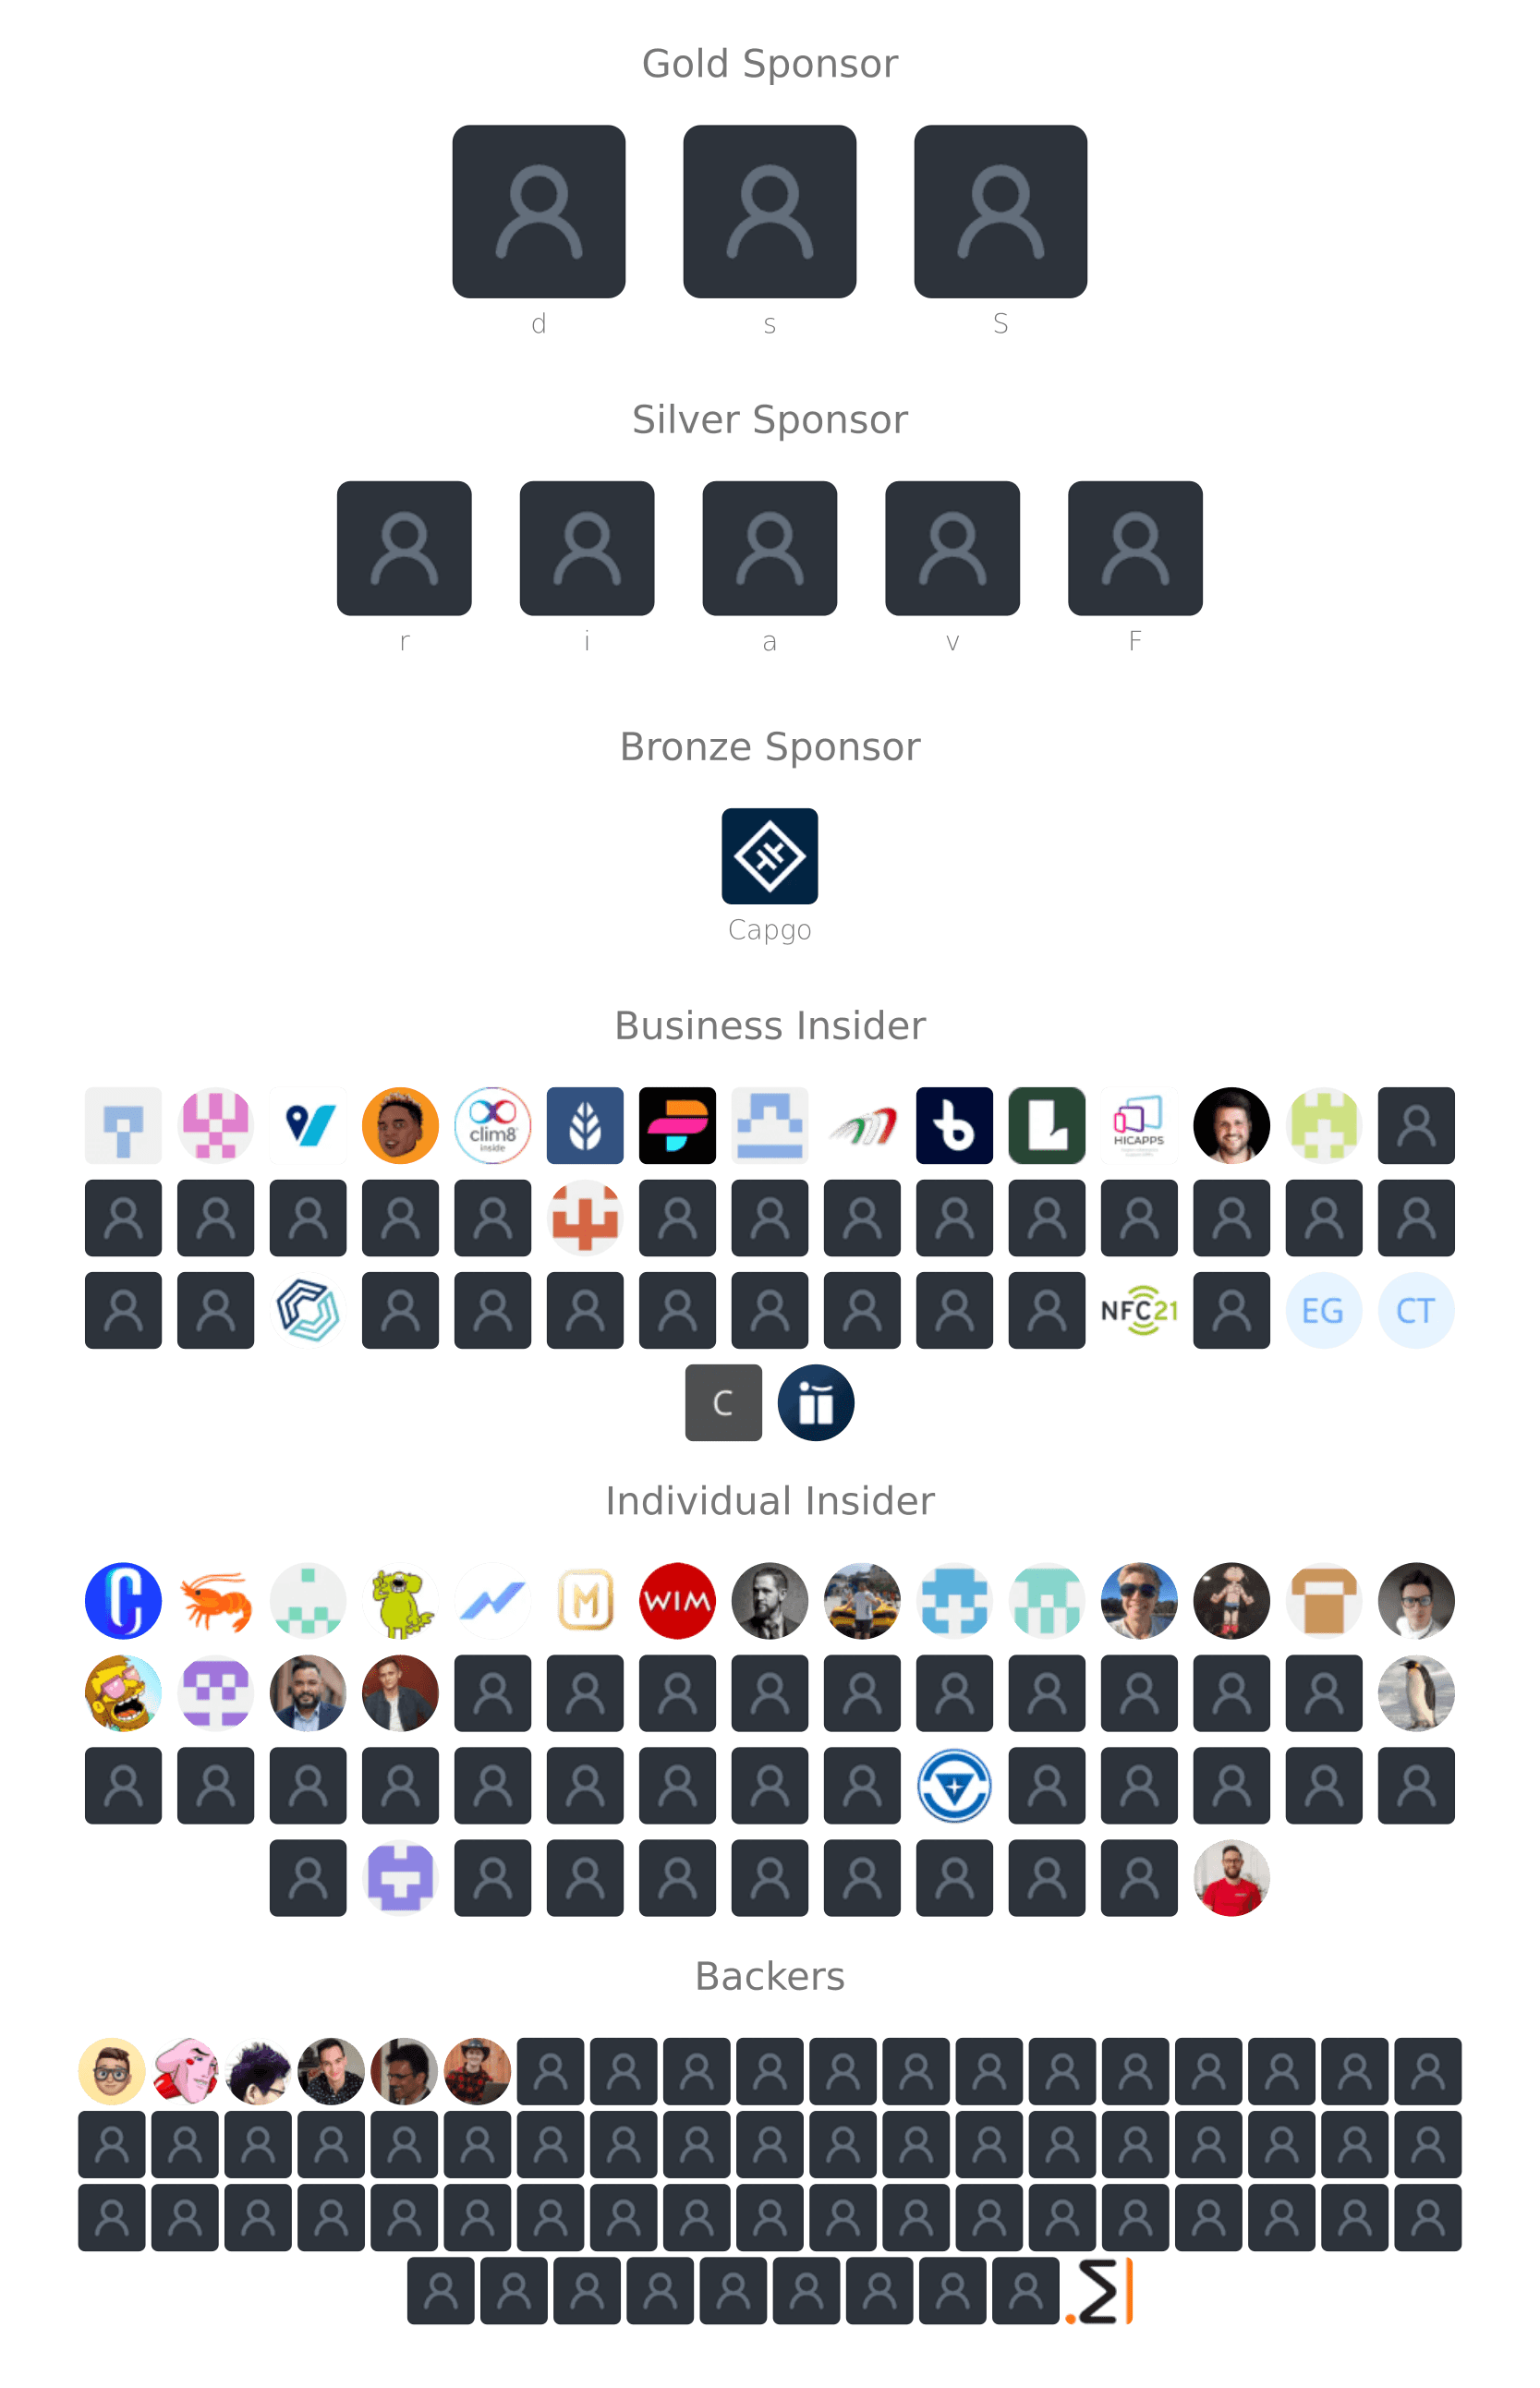 Gold Sponsor
d s S
Silver Sponsor
r i a v F
Bronze Sponsor
Capgo
Business Insider
clim8
inside
L
HICAPPS
NFC21
EG
CT
C
Individual Insider
C
M
WIM
Backers